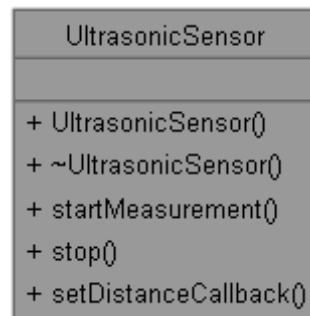 UltrasonicSensor
+ UltrasonicSensor()
+ ~UltrasonicSensor()
+ startMeasurement()
+ stop()
+ setDistanceCallback()